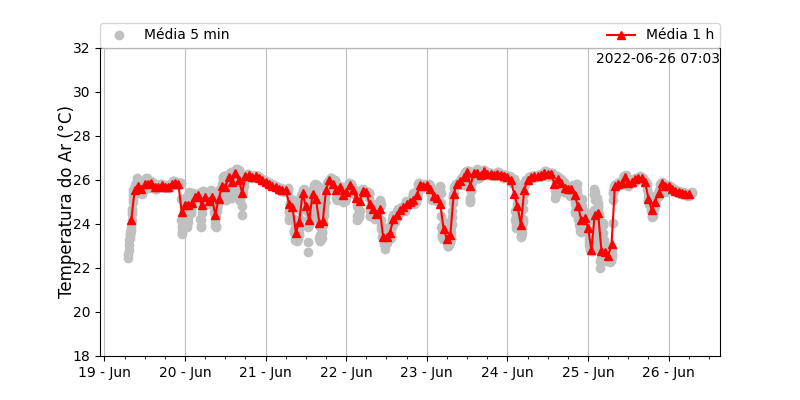 Média 5 min
Média 1 h
2022-06-26 07:03
Temperatura do Ar (°C)
32
30
28
26
24
22
20
18
19 - Jun
20 - Jun
21 - Jun
22 - Jun
23 - Jun
24 - Jun
25 - Jun
26 - Jun